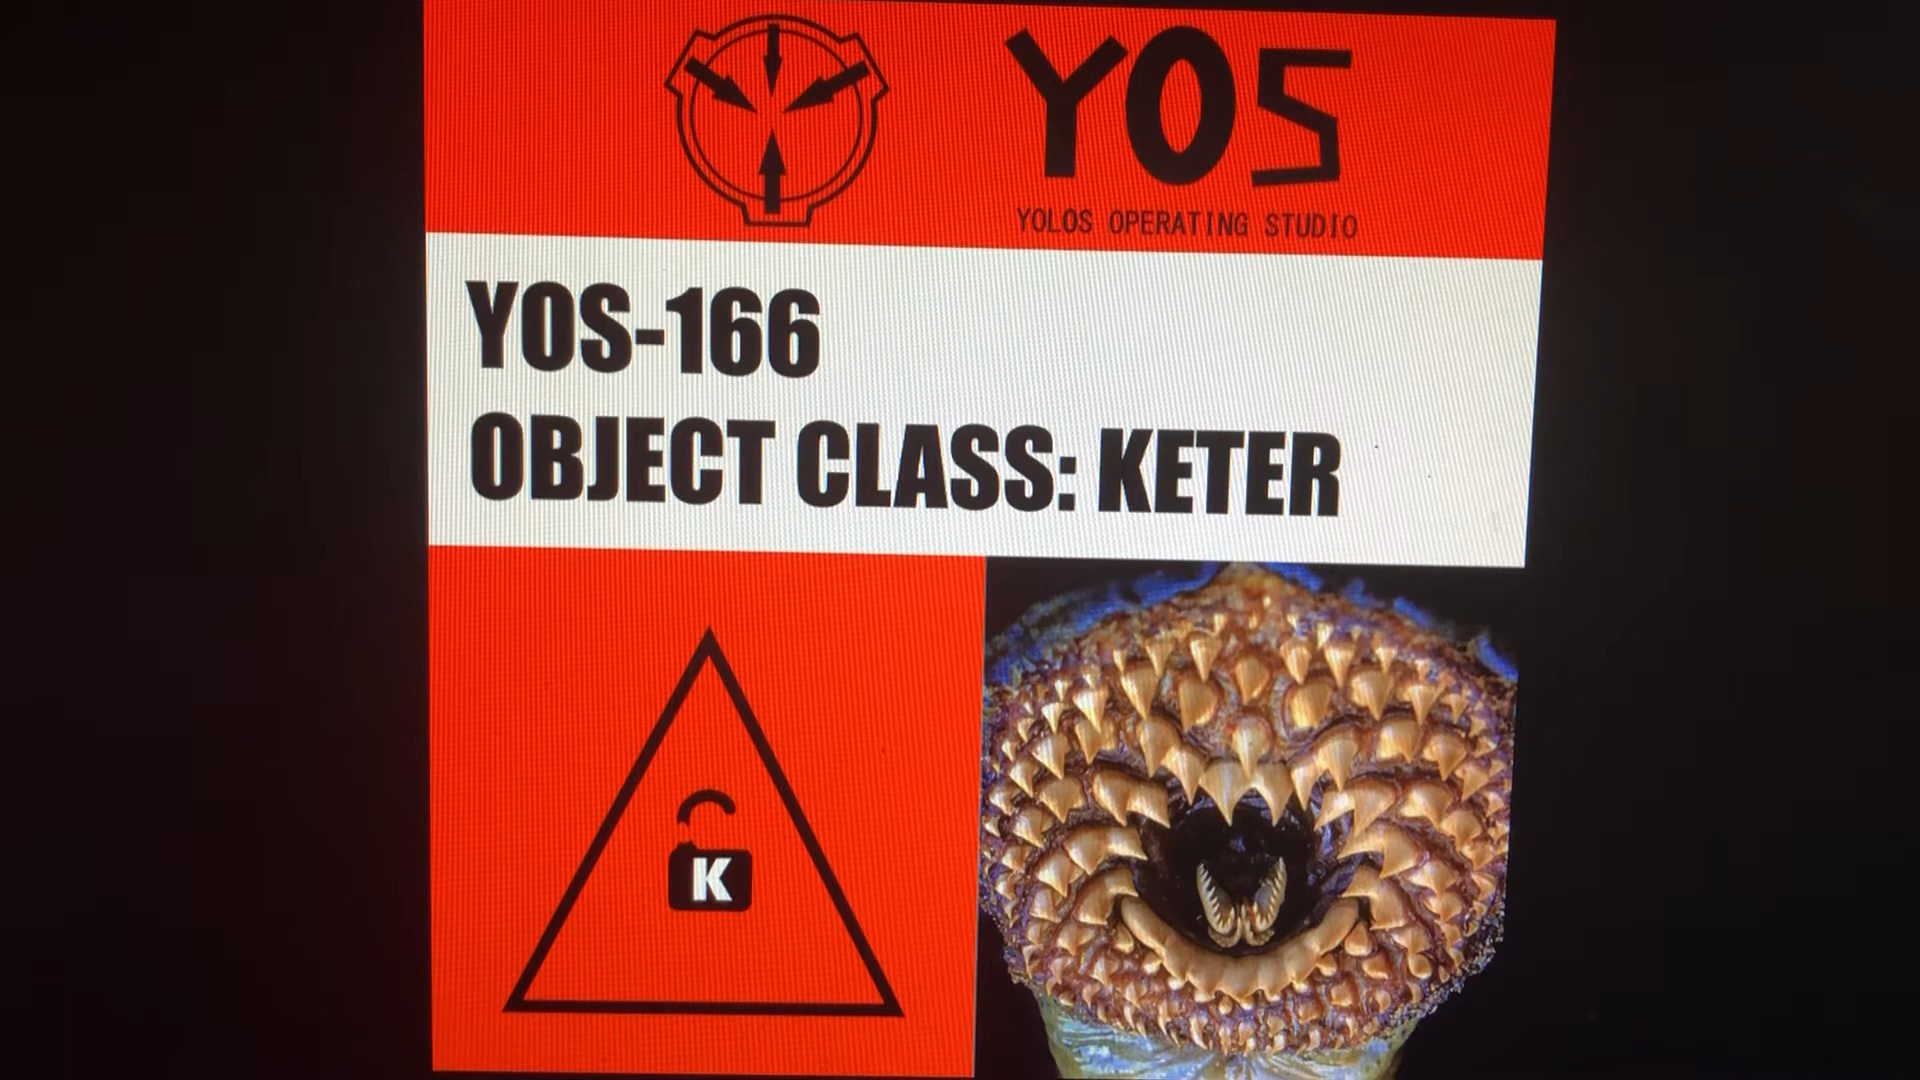 YOS
YOLOS OPERATING STUDIO
YOS-166
OBJECT CLASS: KETER
K